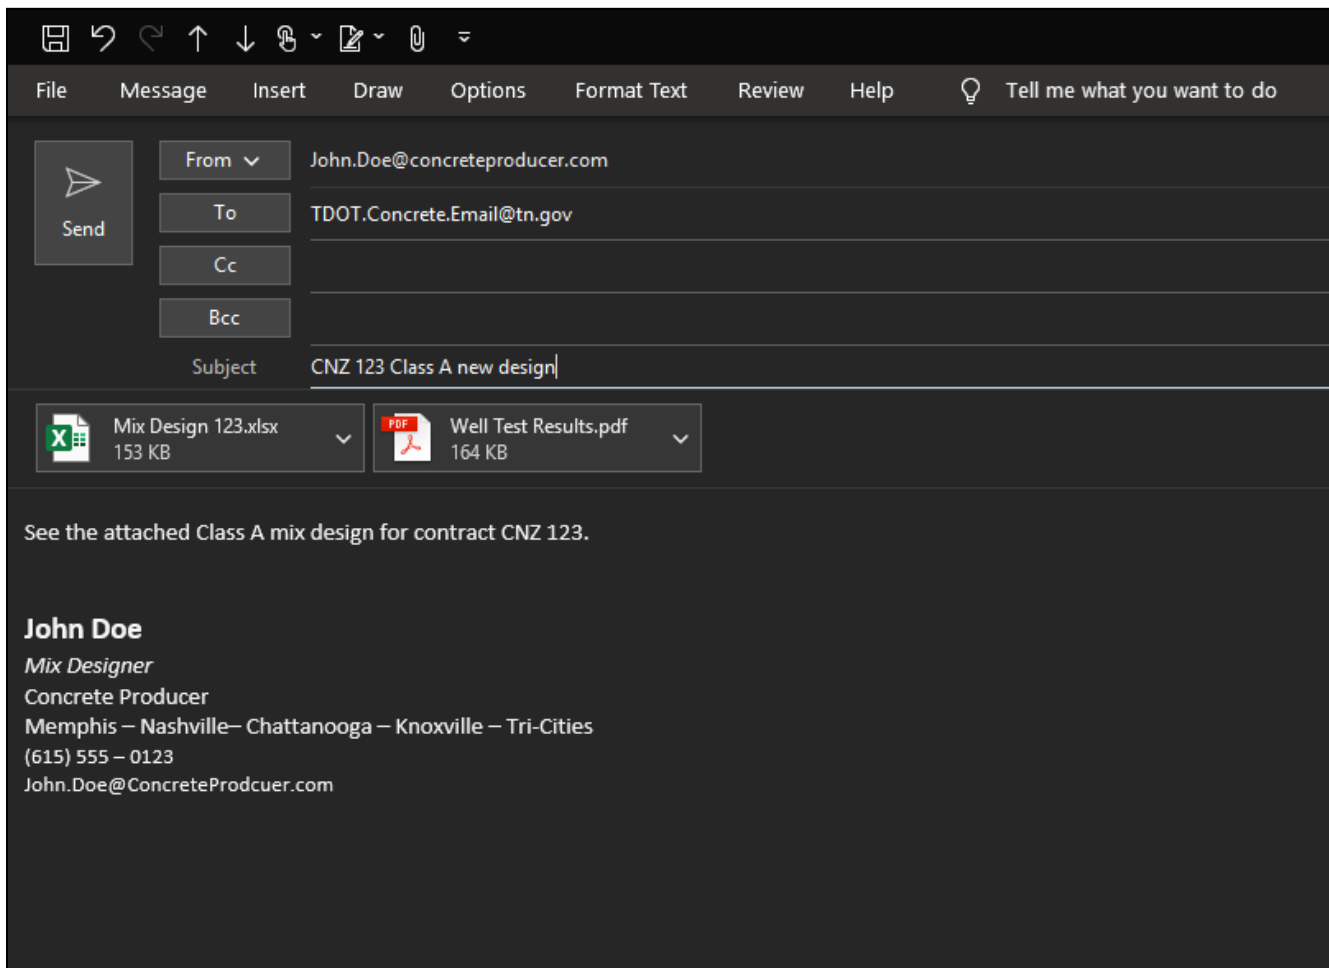 File Message Insert Draw Options Format Text Review Help Tell me what you want to do
Send
From John.Doe@concreteproducer.com
To TDOT.Concrete.Email@tn.gov
Cc
Bcc
Subject CNZ 123 Class A new design
Mix Design 123.xlsx
153 KB
PDF
Well Test Results.pdf
164 KB
See the attached Class A mix design for contract CNZ 123.
John Doe
Mix Designer
Concrete Producer
Memphis – Nashville– Chattanooga – Knoxville – Tri-Cities
(615) 555 – 0123
John.Doe@ConcreteProdcuer.com